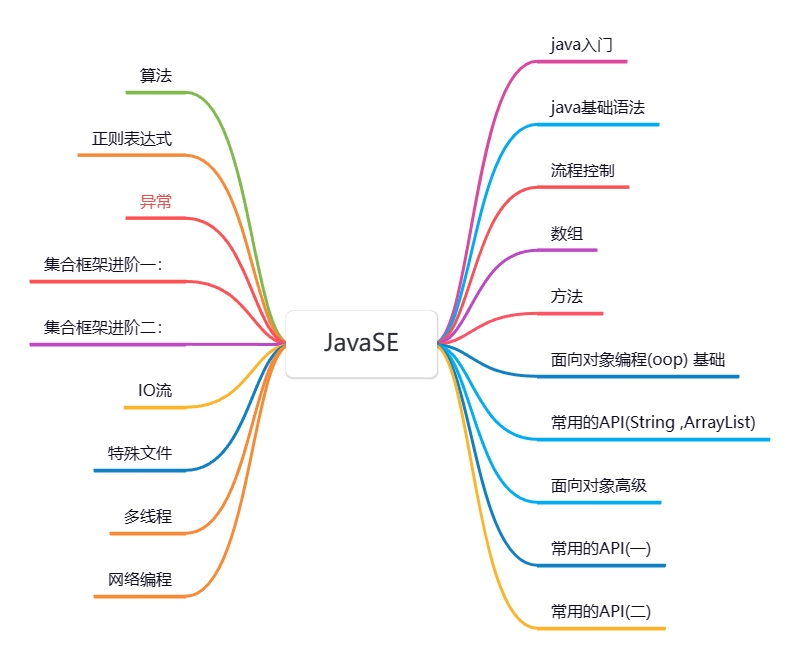 JavaSE
java入门
java基础语法
流程控制
数组
方法
面向对象编程(oop) 基础
常用的API(String ,ArrayList)
面向对象高级
常用的API(一)
常用的API(二)
算法
正则表达式
异常
集合框架进阶一：
集合框架进阶二：
IO流
特殊文件
多线程
网络编程